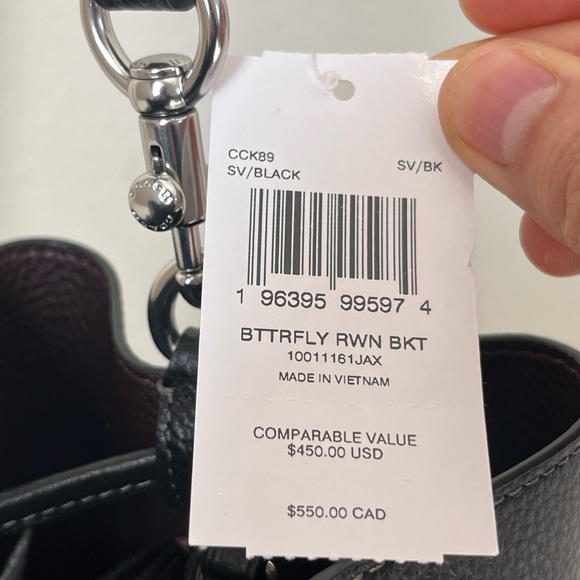 CCK89
SV/BLACK
SV/BK
1 96395 99597 4
BTTRFLY RWN BKT
10011161JAX
MADE IN VIETNAM
COMPARABLE VALUE
$450.00 USD
$550.00 CAD
COACH